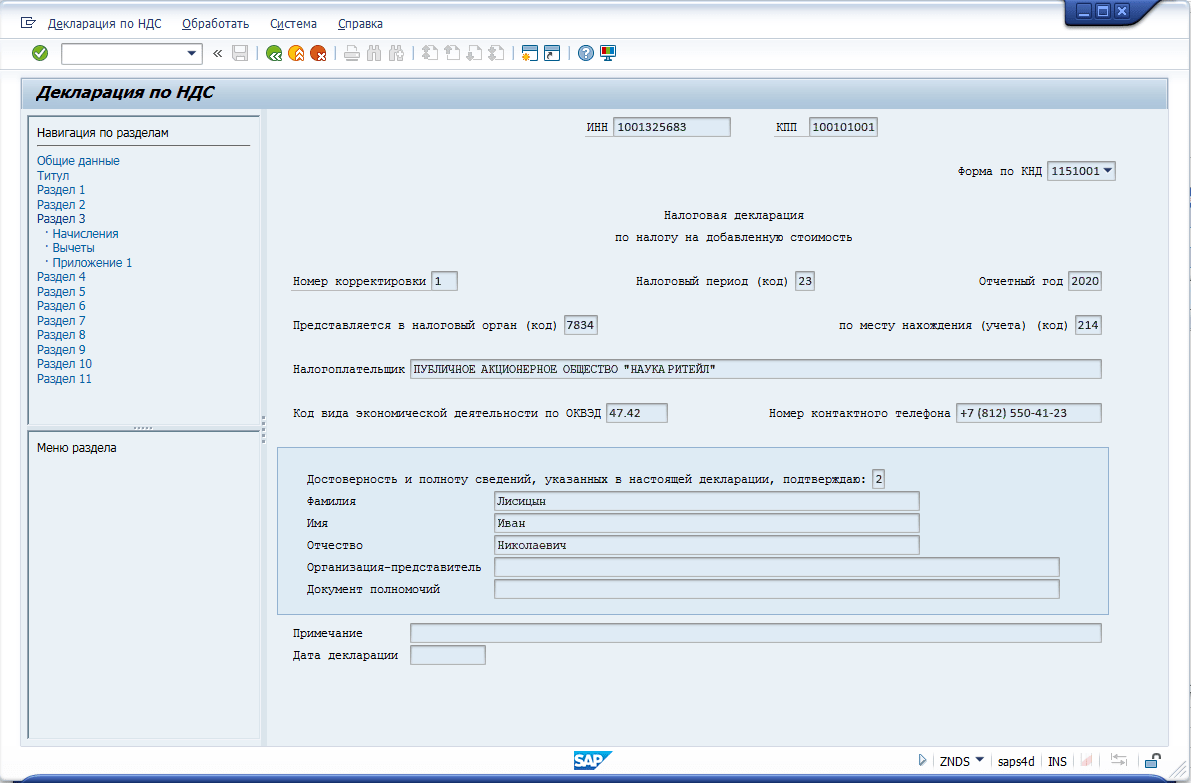 Декларация по НДС Обработать Система Справка
«
Декларация по НДС
Навигация по разделам
Общие данные
Титул
Раздел 1
Раздел 2
Раздел 3
· Начисления
· Вычеты
· Приложение 1
Раздел 4
Раздел 5
Раздел 6
Раздел 7
Раздел 8
Раздел 9
Раздел 10
Раздел 11
Меню раздела
ИНН 1001325683 КПП 100101001
Форма по КНД 1151001
Налоговая декларация
по налогу на добавленную стоимость
Номер корректировки 1 Налоговый период (код) 23 Отчетный год 2020
Представляется в налоговый орган (код) 7834 по месту нахождения (учета) (код) 214
Налогоплательщик ПУБЛИЧНОЕ АКЦИОНЕРНОЕ ОБЩЕСТВО "НАУКА РИТЕЙЛ"
Код вида экономической деятельности по ОКВЭД 47.42 Номер контактного телефона +7 (812) 550-41-23
Достоверность и полноту сведений, указанных в настоящей декларации, подтверждаю: 2
Фамилия Лисицын
Имя Иван
Отчество Николаевич
Организация-представитель
Документ полномочий
Примечание
Дата декларации
SAP ZNDS saps4d INS